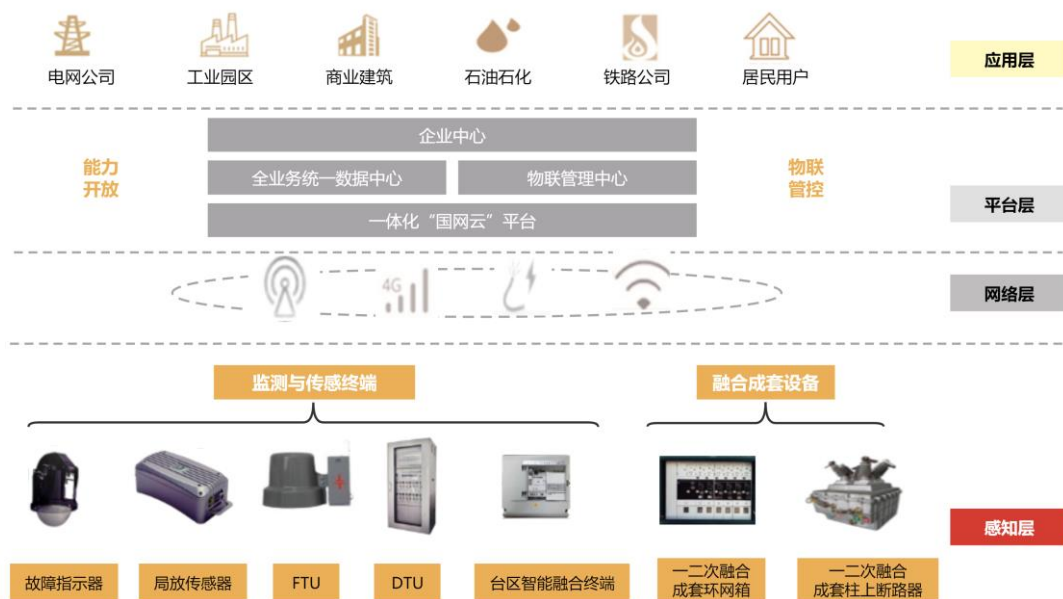 电网公司
工业园区
商业建筑
石油石化
铁路公司
居民用户
应用层
企业中心
能力
开放
全业务统一数据中心
物联管理中心
物联
管控
一体化“国网云”平台
平台层
4G
网络层
监测与传感终端
融合成套设备
感知层
故障指示器
局放传感器
FTU
DTU
台区智能融合终端
一二次融合
成套环网箱
一二次融合
成套柱上断路器